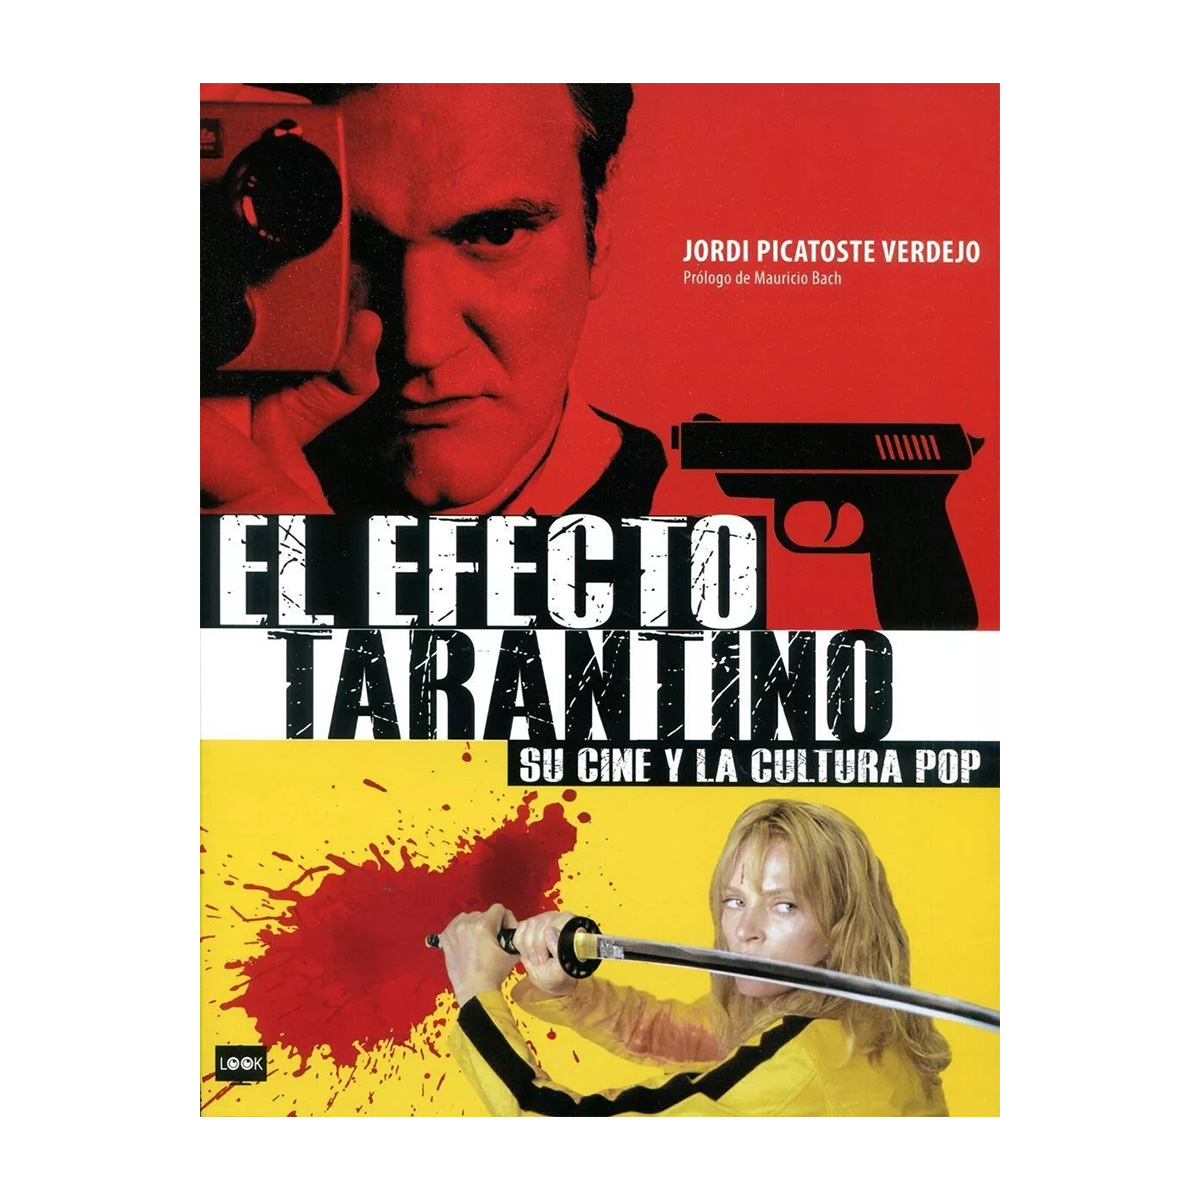 JORDI PICATOSTE VERDEJO
Prólogo de Mauricio Bach
EL EFECTO
TARANTINO
SU CINE Y LA CULTURA POP
LOOK